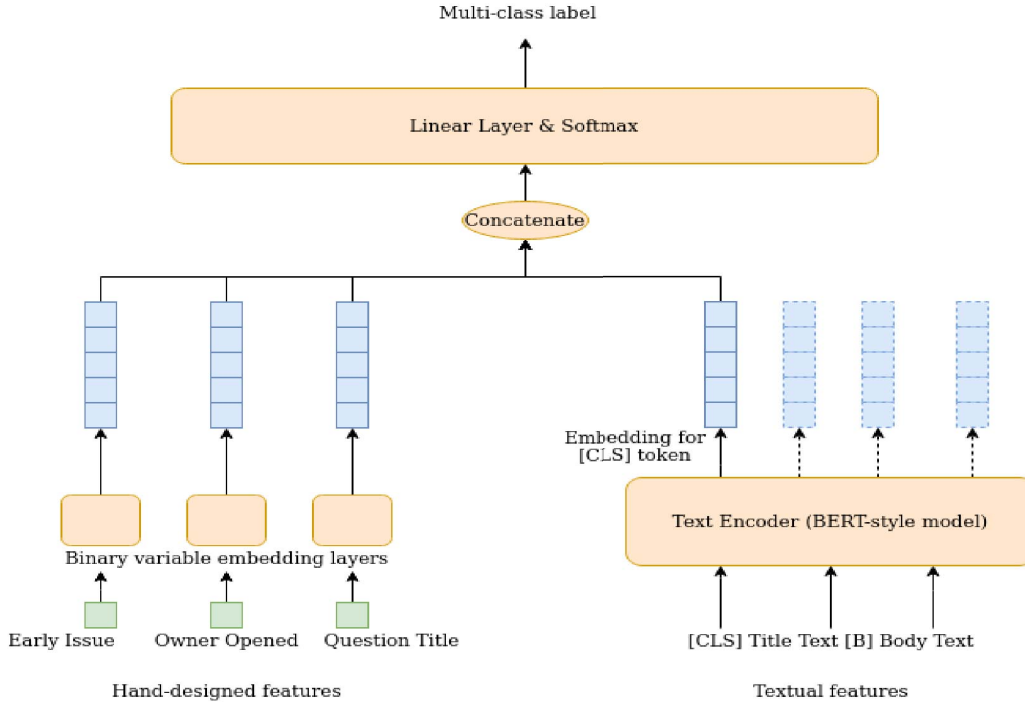 Multi-class label
Linear Layer & Softmax
Concatenate
Embedding for
[CLS] token
Text Encoder (BERT-style model)
Binary variable embedding layers
Early Issue
Owner Opened
Question Title
[CLS] Title Text [B] Body Text
Hand-designed features
Textual features